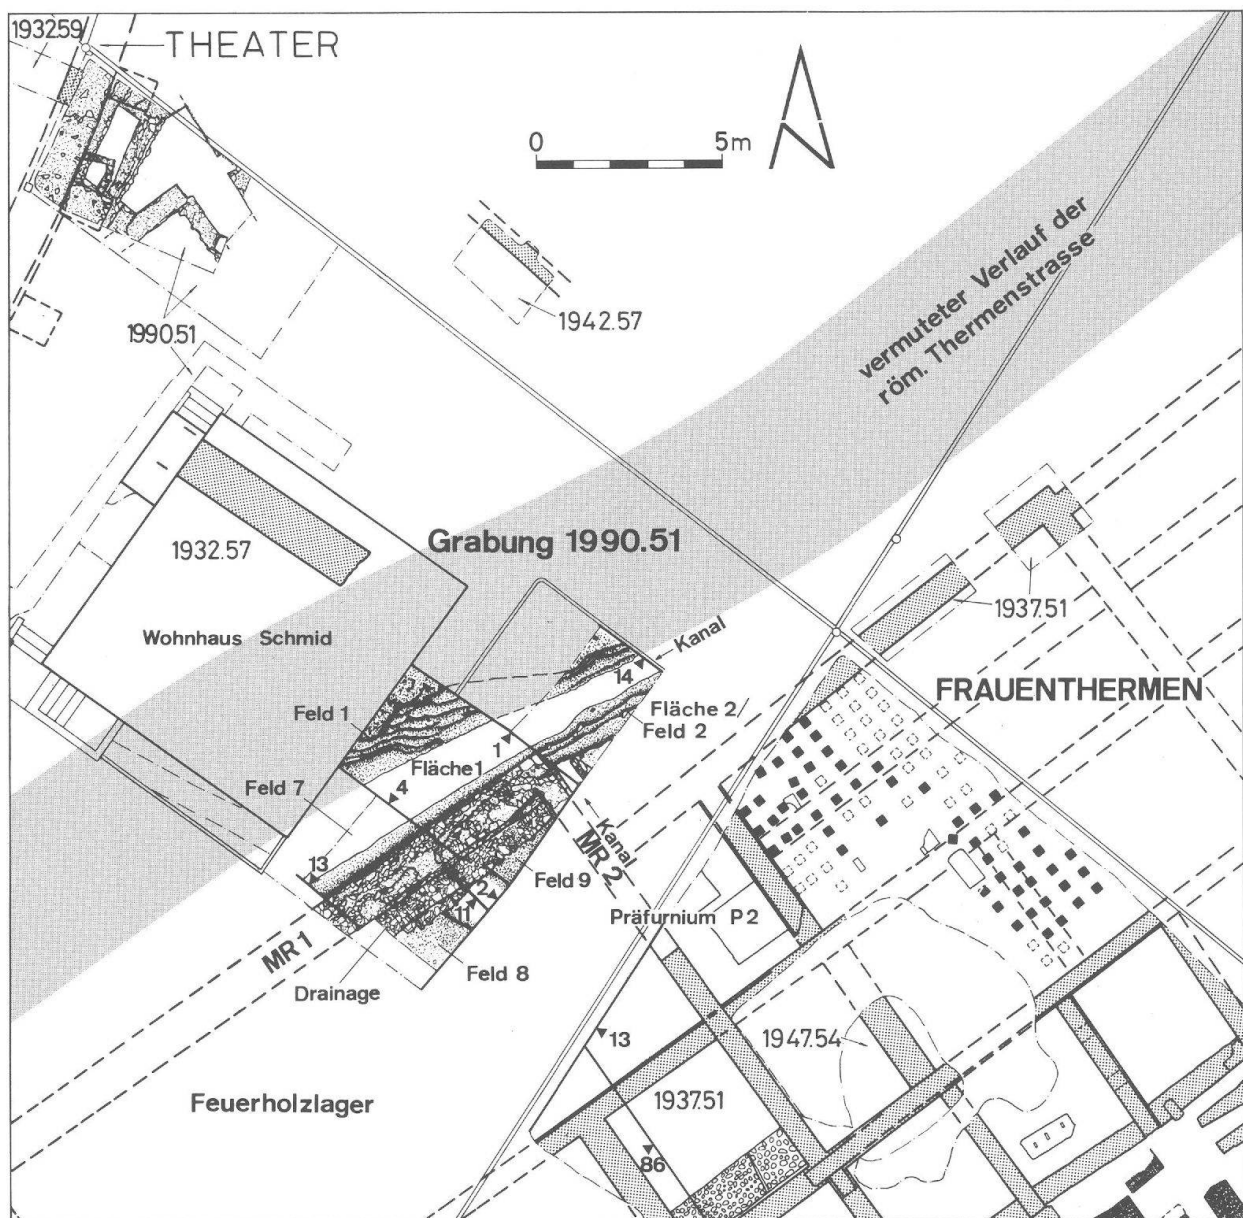 1932.59
THEATER
0 5m
1942.57
1990.51
vermuteter Verlauf der
röm. Thermenstrasse
Grabung 1990.51
1932.57
Wohnhaus Schmid
1937.51
Kanal
14
FRAUENTHERMEN
Feld 1
Fläche 2/
Feld 2
1
Fläche 1
Feld 7
4
Kanal
MR 2
13
Feld 9
2
11
Präfurnium P2
MR 1
Feld 8
Drainage
13
1947.54
Feuerholzlager
1937.51
86